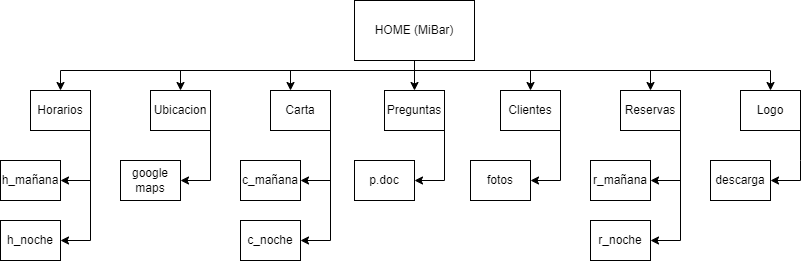 HOME (MiBar)
Horarios
Ubicacion
Carta
Preguntas
Clientes
Reservas
Logo
h_mañana
google
maps
c_mañana
p.doc
fotos
r_mañana
descarga
h_noche
c_noche
r_noche